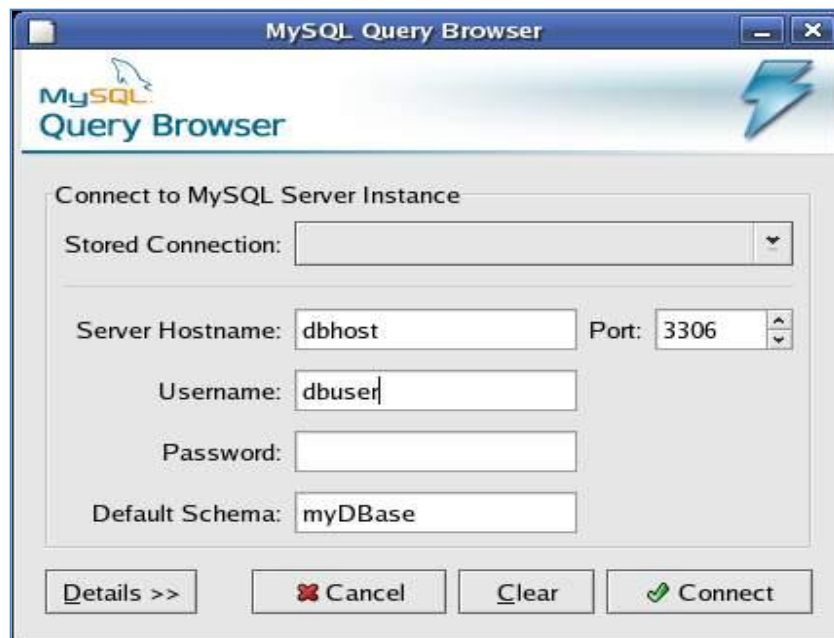 MySQL Query Browser
MySQL
Query Browser
Connect to MySQL Server Instance
Stored Connection:
Server Hostname: dbhost Port: 3306
Username: dbuser
Password:
Default Schema: myDBase
Details >> Cancel Clear Connect